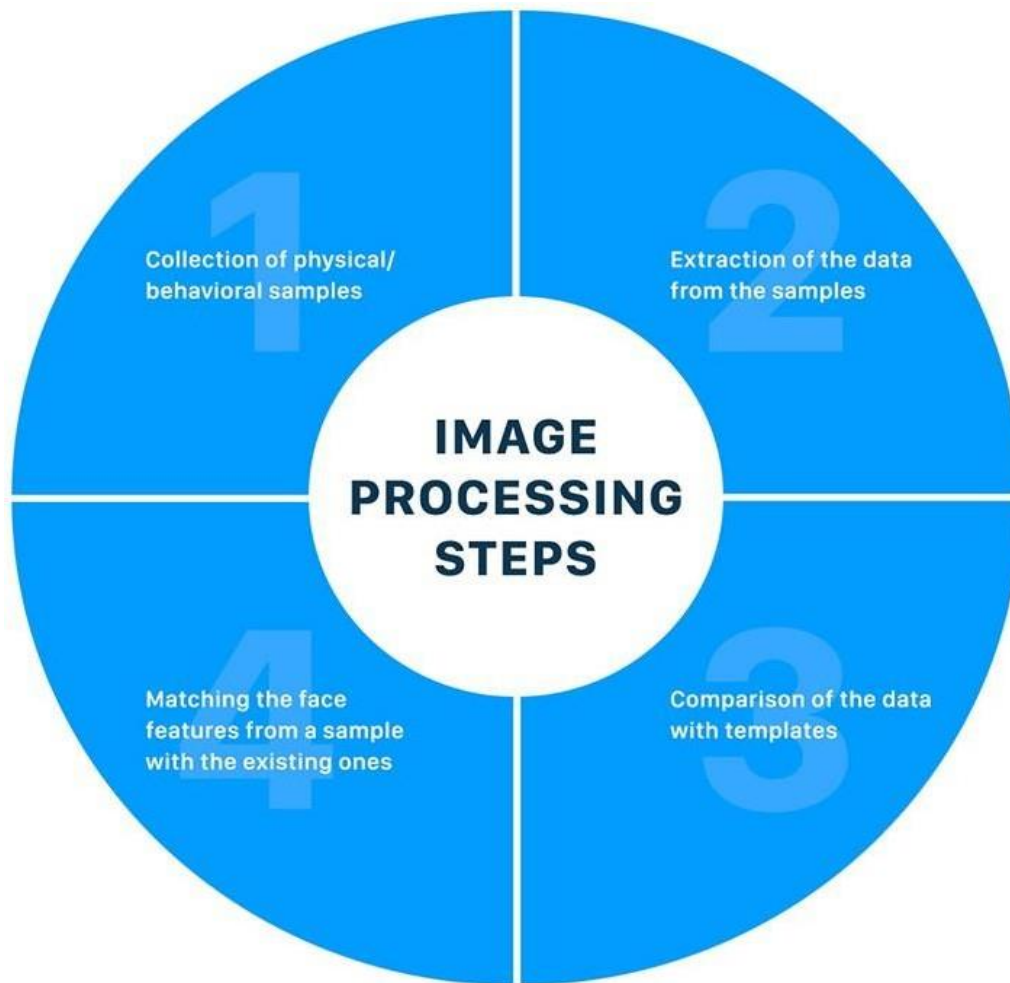 1
Collection of physical/
behavioral samples
2
Extraction of the data
from the samples
IMAGE
PROCESSING
STEPS
3
Comparison of the data
with templates
4
Matching the face
features from a sample
with the existing ones